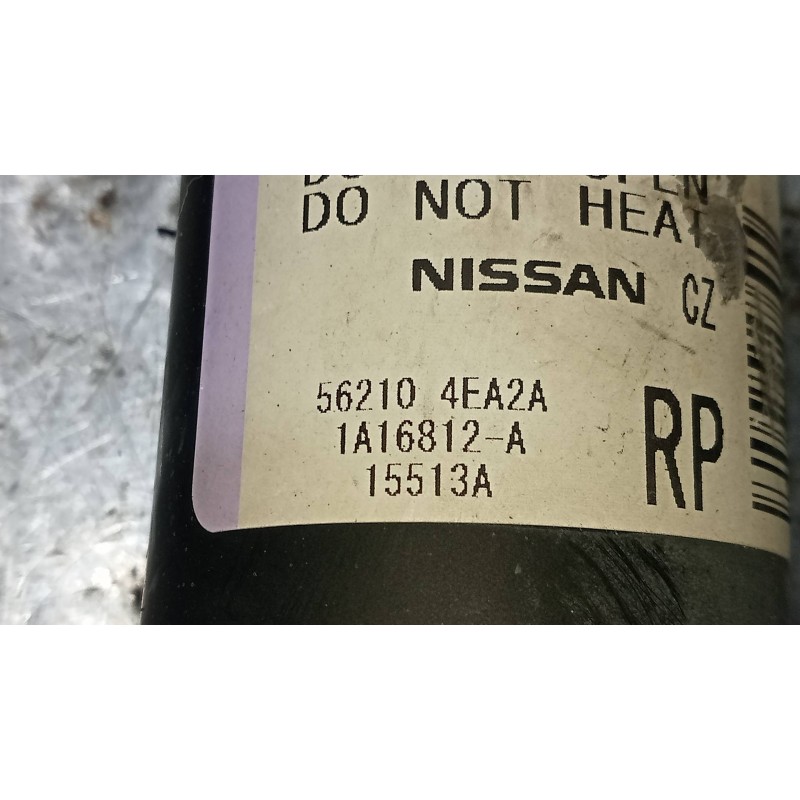 DO NOT HEAT
NISSAN CZ
56210 4EA2A
1A16812-A
15513A
RP